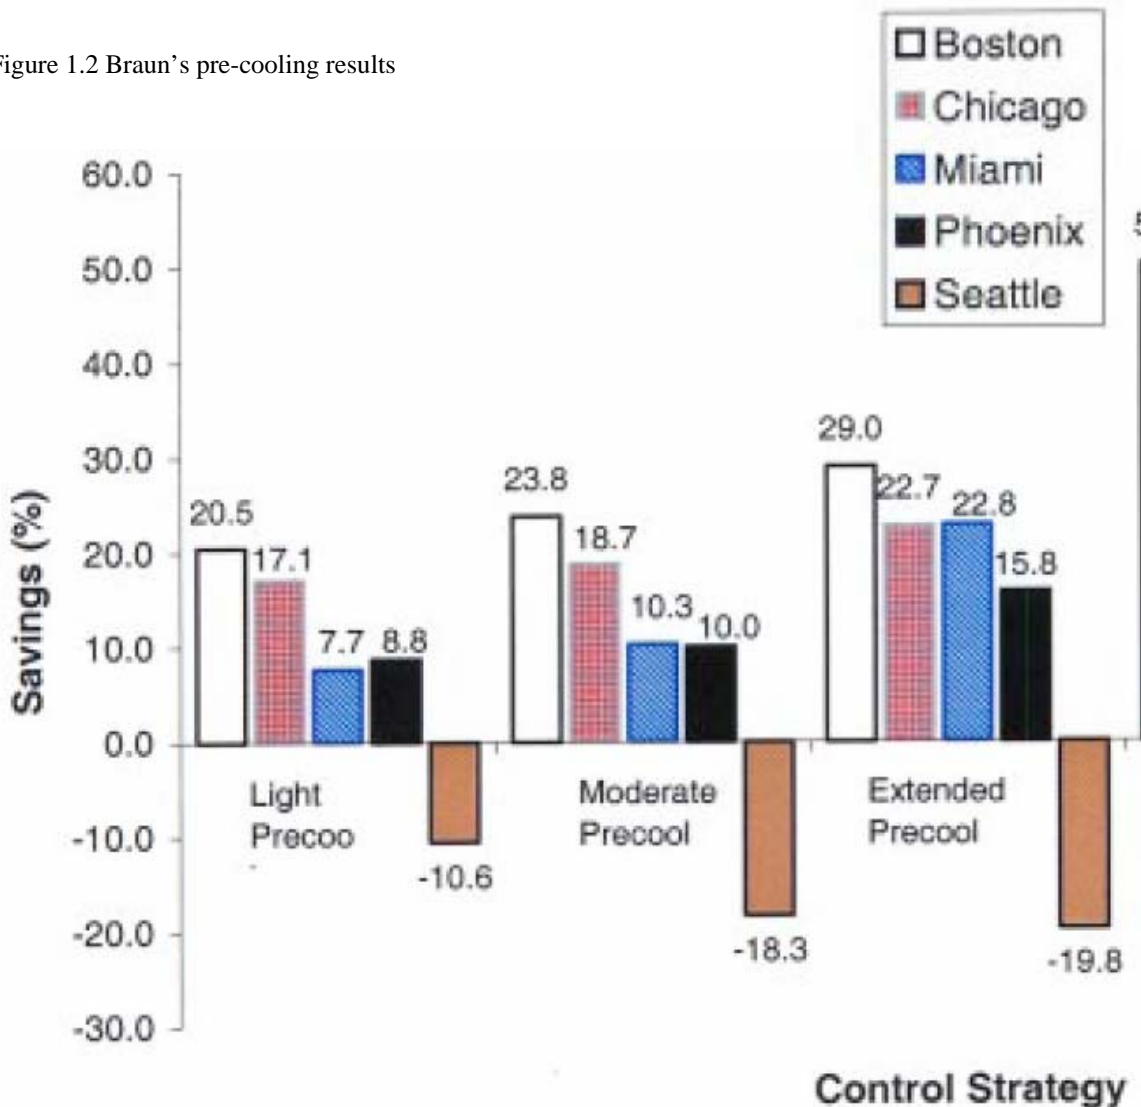 Figure 1.2 Braun's pre-cooling results
Boston
Chicago
Miami
Phoenix
Seattle
60.0
50.0
40.0
30.0
20.0
10.0
0.0
-10.0
-20.0
-30.0
Savings (%)
20.5
17.1
7.7
8.8
-10.6
23.8
18.7
10.3
10.0
-18.3
29.0
22.7
22.8
15.8
-19.8
Light
Precoo
Moderate
Precool
Extended
Precool
Control Strategy